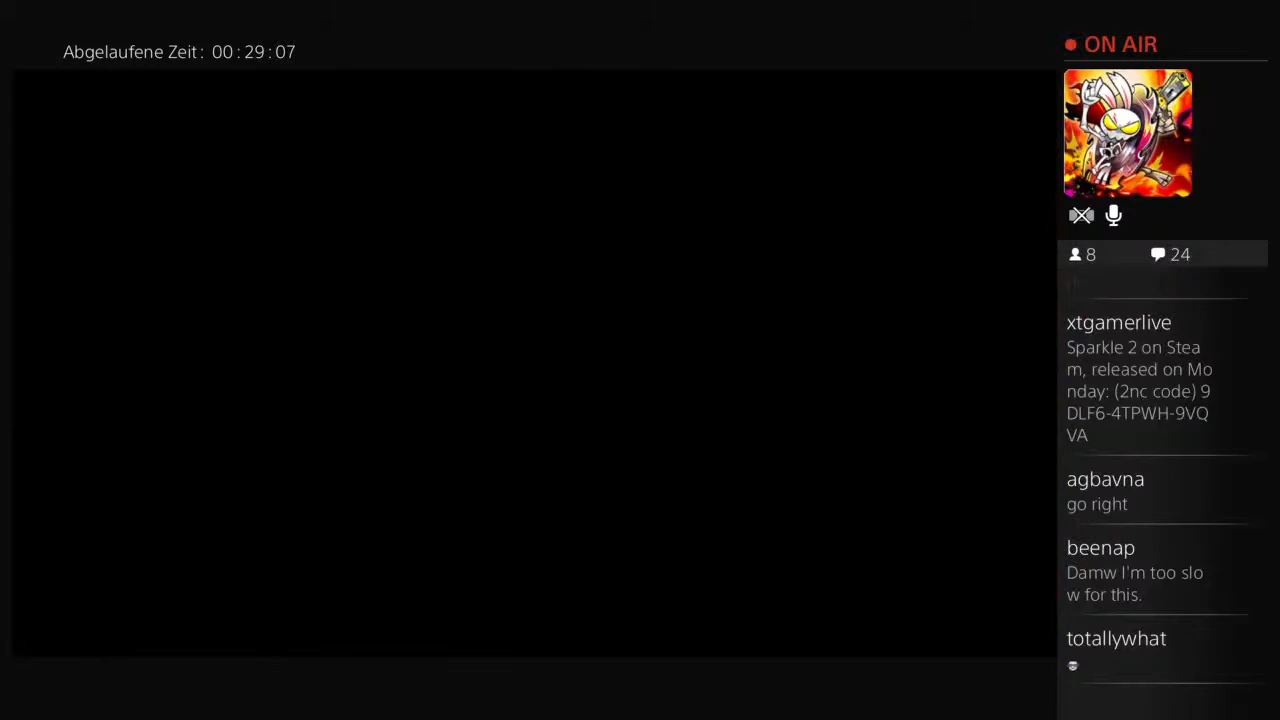 Abgelaufene Zeit: 00:29:07
ON AIR
8 24
xtgamerlive
Sparkle 2 on Stea
m, released on Mo
nday: (2nc code) 9
DLF6-4TPWH-9VQ
VA
agbavna
go right
beenap
Damw I'm too slo
w for this.
totallywhat